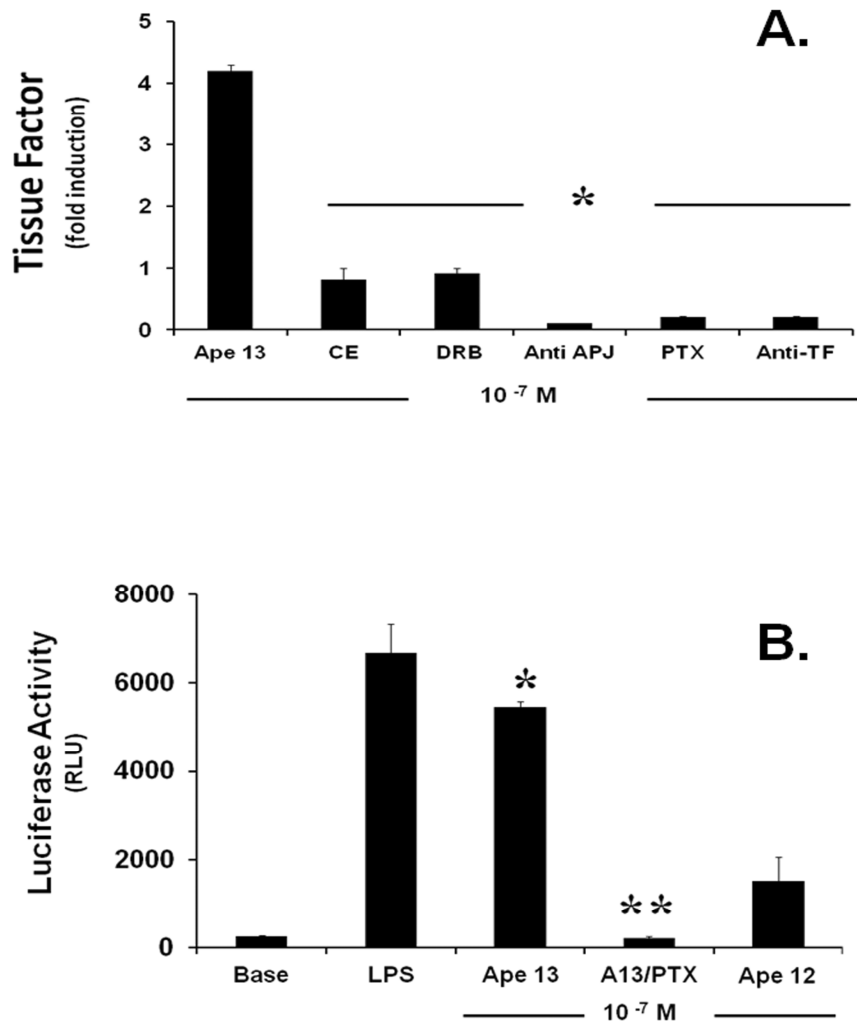 A.
Tissue Factor
(fold induction)
5
4
3
2
1
0
*
Ape 13 CE DRB Anti APJ PTX Anti-TF
10 -7 M
B.
Luciferase Activity
(RLU)
8000
6000
4000
2000
0
*
**
Base LPS Ape 13 A13/PTX Ape 12
10 -7 M